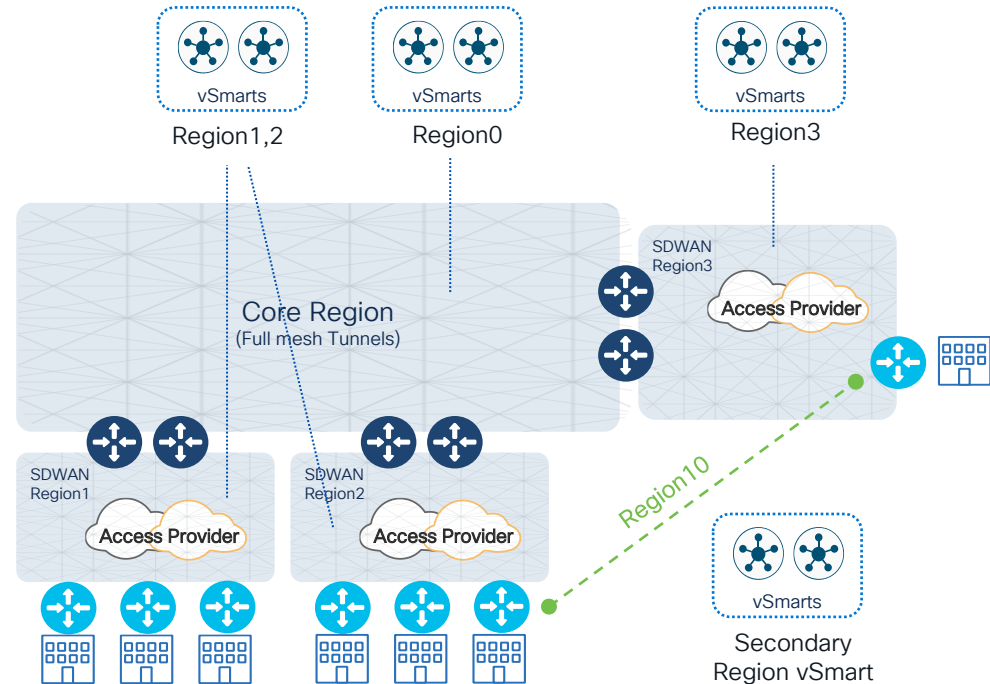 vSmarts
Region1,2
vSmarts
Region0
vSmarts
Region3
Core Region
(Full mesh Tunnels)
SDWAN
Region3
Access Provider
SDWAN
Region1
Access Provider
SDWAN
Region2
Access Provider
Region10
vSmarts
Secondary
Region vSmart